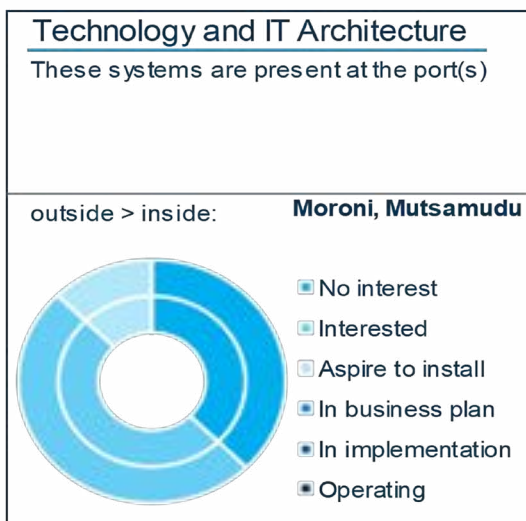 Technology and IT Architecture
These systems are present at the port(s)
outside > inside:
Moroni, Mutsamudu
No interest
Interested
Aspire to install
In business plan
In implementation
Operating